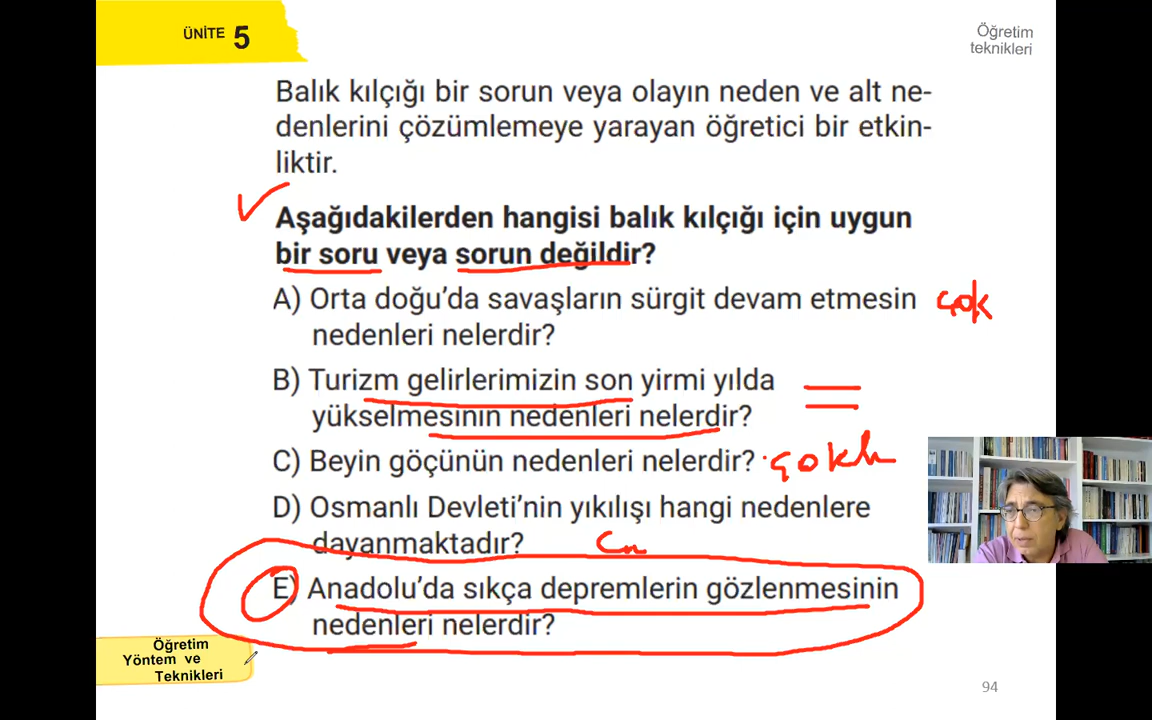 ÜNİTE 5
Öğretim
teknikleri
Balık kılçığı bir sorun veya olayın neden ve alt ne-
denlerini çözümlemeye yarayan öğretici bir etkin-
liktir.
Aşağıdakilerden hangisi balık kılçığı için uygun
bir soru veya sorun değildir?
A) Orta doğu’da savaşların sürgit devam etmesin
çok
nedenleri nelerdir?
B) Turizm gelirlerimizin son yirmi yılda
yükselmesinin nedenleri nelerdir?
C) Beyin göçünün nedenleri nelerdir?
D) Osmanlı Devleti’nin yıkılışı hangi nedenlere
dayanmaktadır?
E) Anadolu’da sıkça depremlerin gözlenmesinin
nedenleri nelerdir?
Öğretim
Yöntem ve
Teknikleri
94